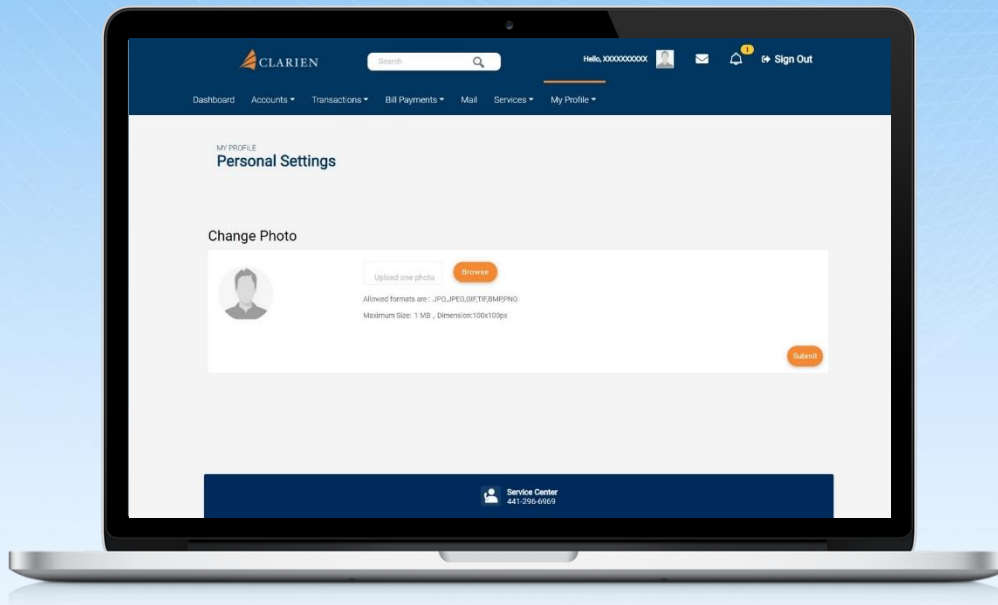 CLARIEN
Search
Hello, XXXXXXXXXX
1
Sign Out
Dashboard Accounts Transactions Bill Payments Mail Services My Profile
MY PROFILE
Personal Settings
Change Photo
Upload one photo
Browse
Allowed formats are : JPG,JPEG,GIF,TIF,BMP,PNG
Maximum Size: 1 MB , Dimension:100x100px
Submit
Service Center
441-296-6969